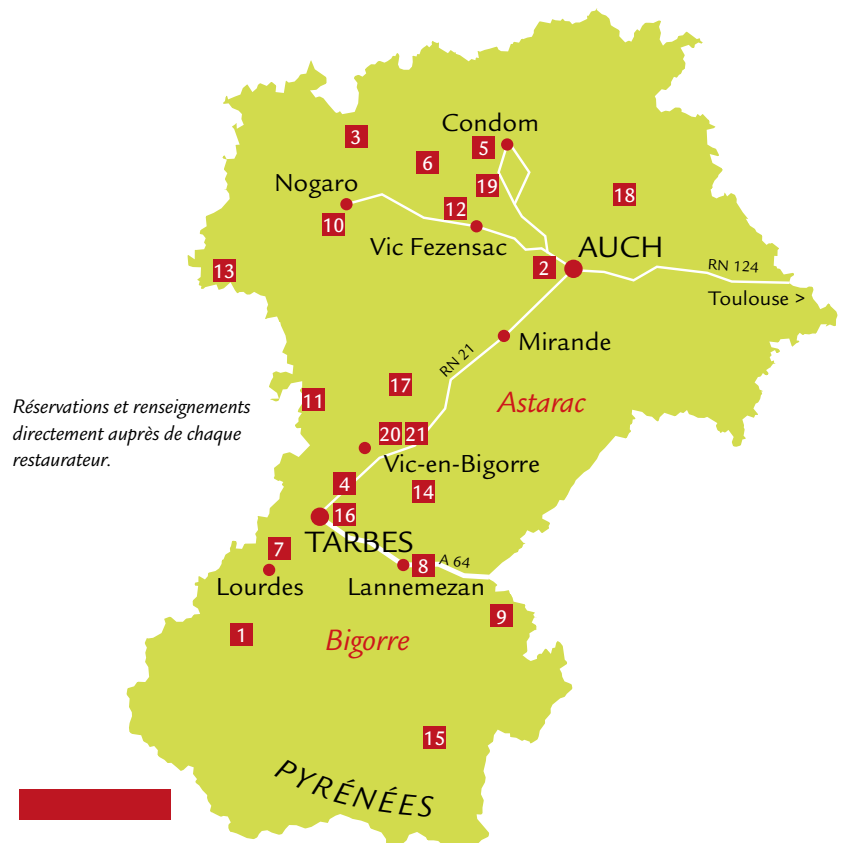 Condom
3
5
6
Nogaro
19
18
12
10
Vic Fezensac
AUCH
2
RN 124
13
Toulouse >
Mirande
RN 21
17
11
Astarac
Réservations et renseignements
directement auprès de chaque
restaurateur.
20
21
Vic-en-Bigorre
4
14
16
TARBES
7
8
A 64
Lourdes
Lannemezan
9
1
Bigorre
15
PYRÉNÉES